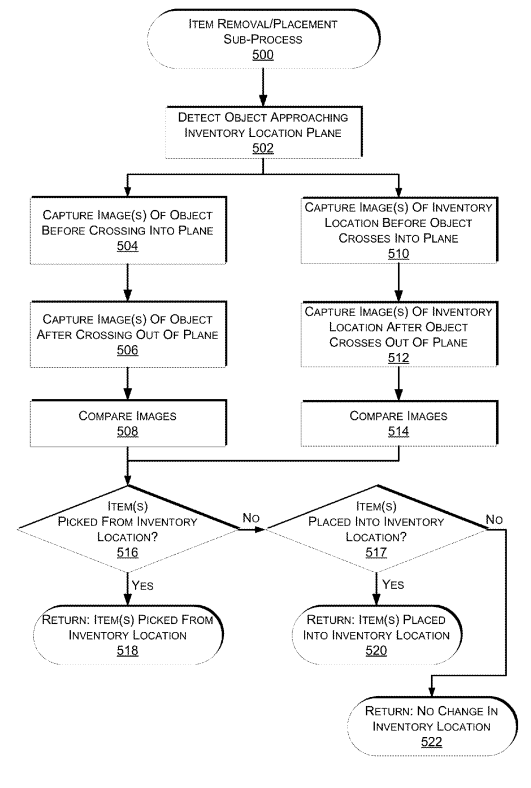 Item Removal/Placement
Sub-Process
500
Detect Object Approaching
Inventory Location Plane
502
Capture Image(s) Of Object
Before Crossing Into Plane
504
Capture Image(s) Of Inventory
Location Before Object
Crosses Into Plane
510
Capture Image(s) Of Object
After Crossing Out Of Plane
506
Capture Image(s) Of Inventory
Location After Object
Crosses Out Of Plane
512
Compare Images
508
Compare Images
514
Item(s)
Picked From Inventory
Location?
516
No
Item(s)
Placed Into Inventory
Location?
517
No
Yes
Yes
Return: Item(s) Picked From
Inventory Location
518
Return: Item(s) Placed
Into Inventory Location
520
Return: No Change In
Inventory Location
522